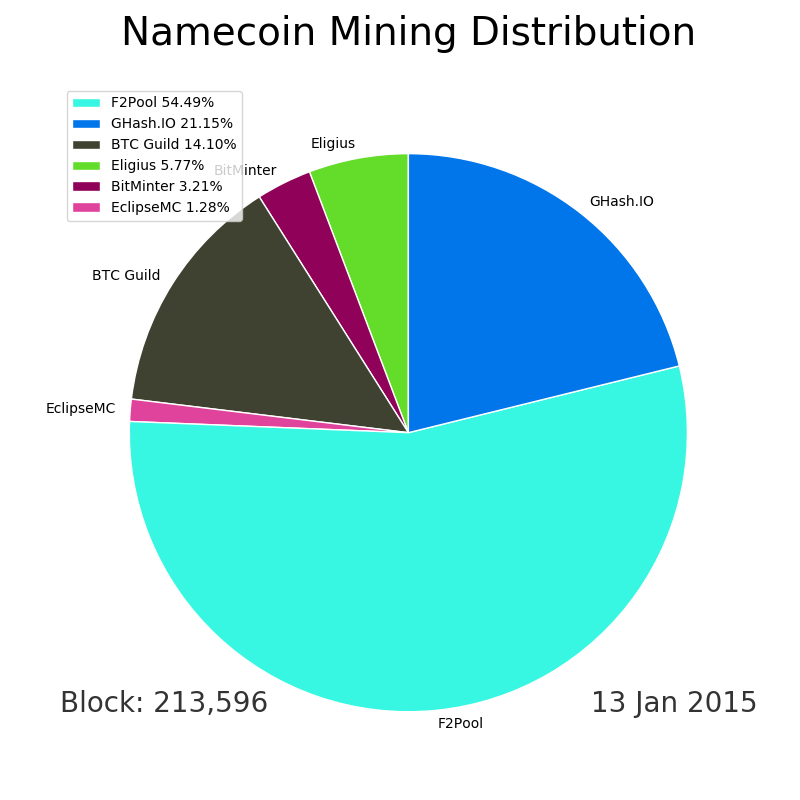 Namecoin Mining Distribution
F2Pool 54.49%
GHash.IO 21.15%
BTC Guild 14.10%
Eligius 5.77%
BitMinter 3.21%
EclipseMC 1.28%
Eligius
BitMinter
GHash.IO
BTC Guild
EclipseMC
Block: 213,596
13 Jan 2015
F2Pool